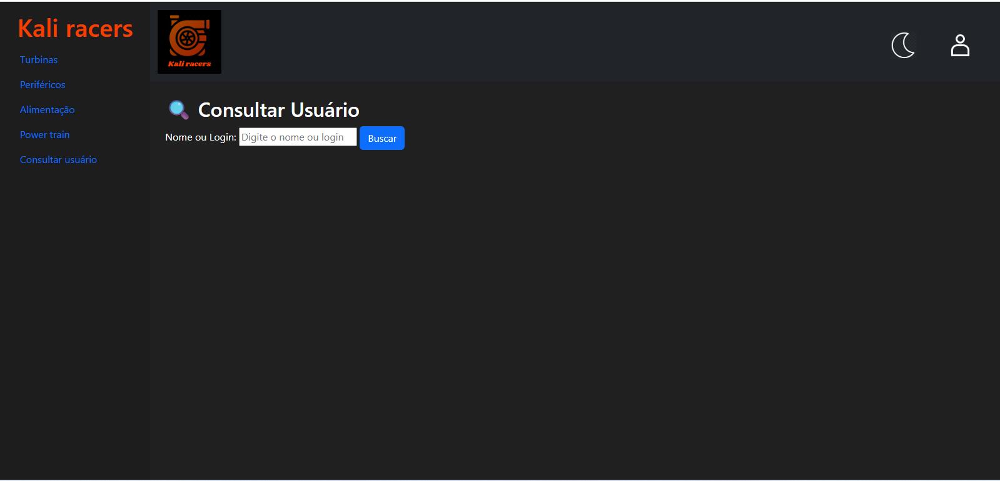 Kali racers
Turbinas
Periféricos
Alimentação
Power train
Consultar usuário
Kali racers
Consultar Usuário
Nome ou Login: Digite o nome ou login Buscar